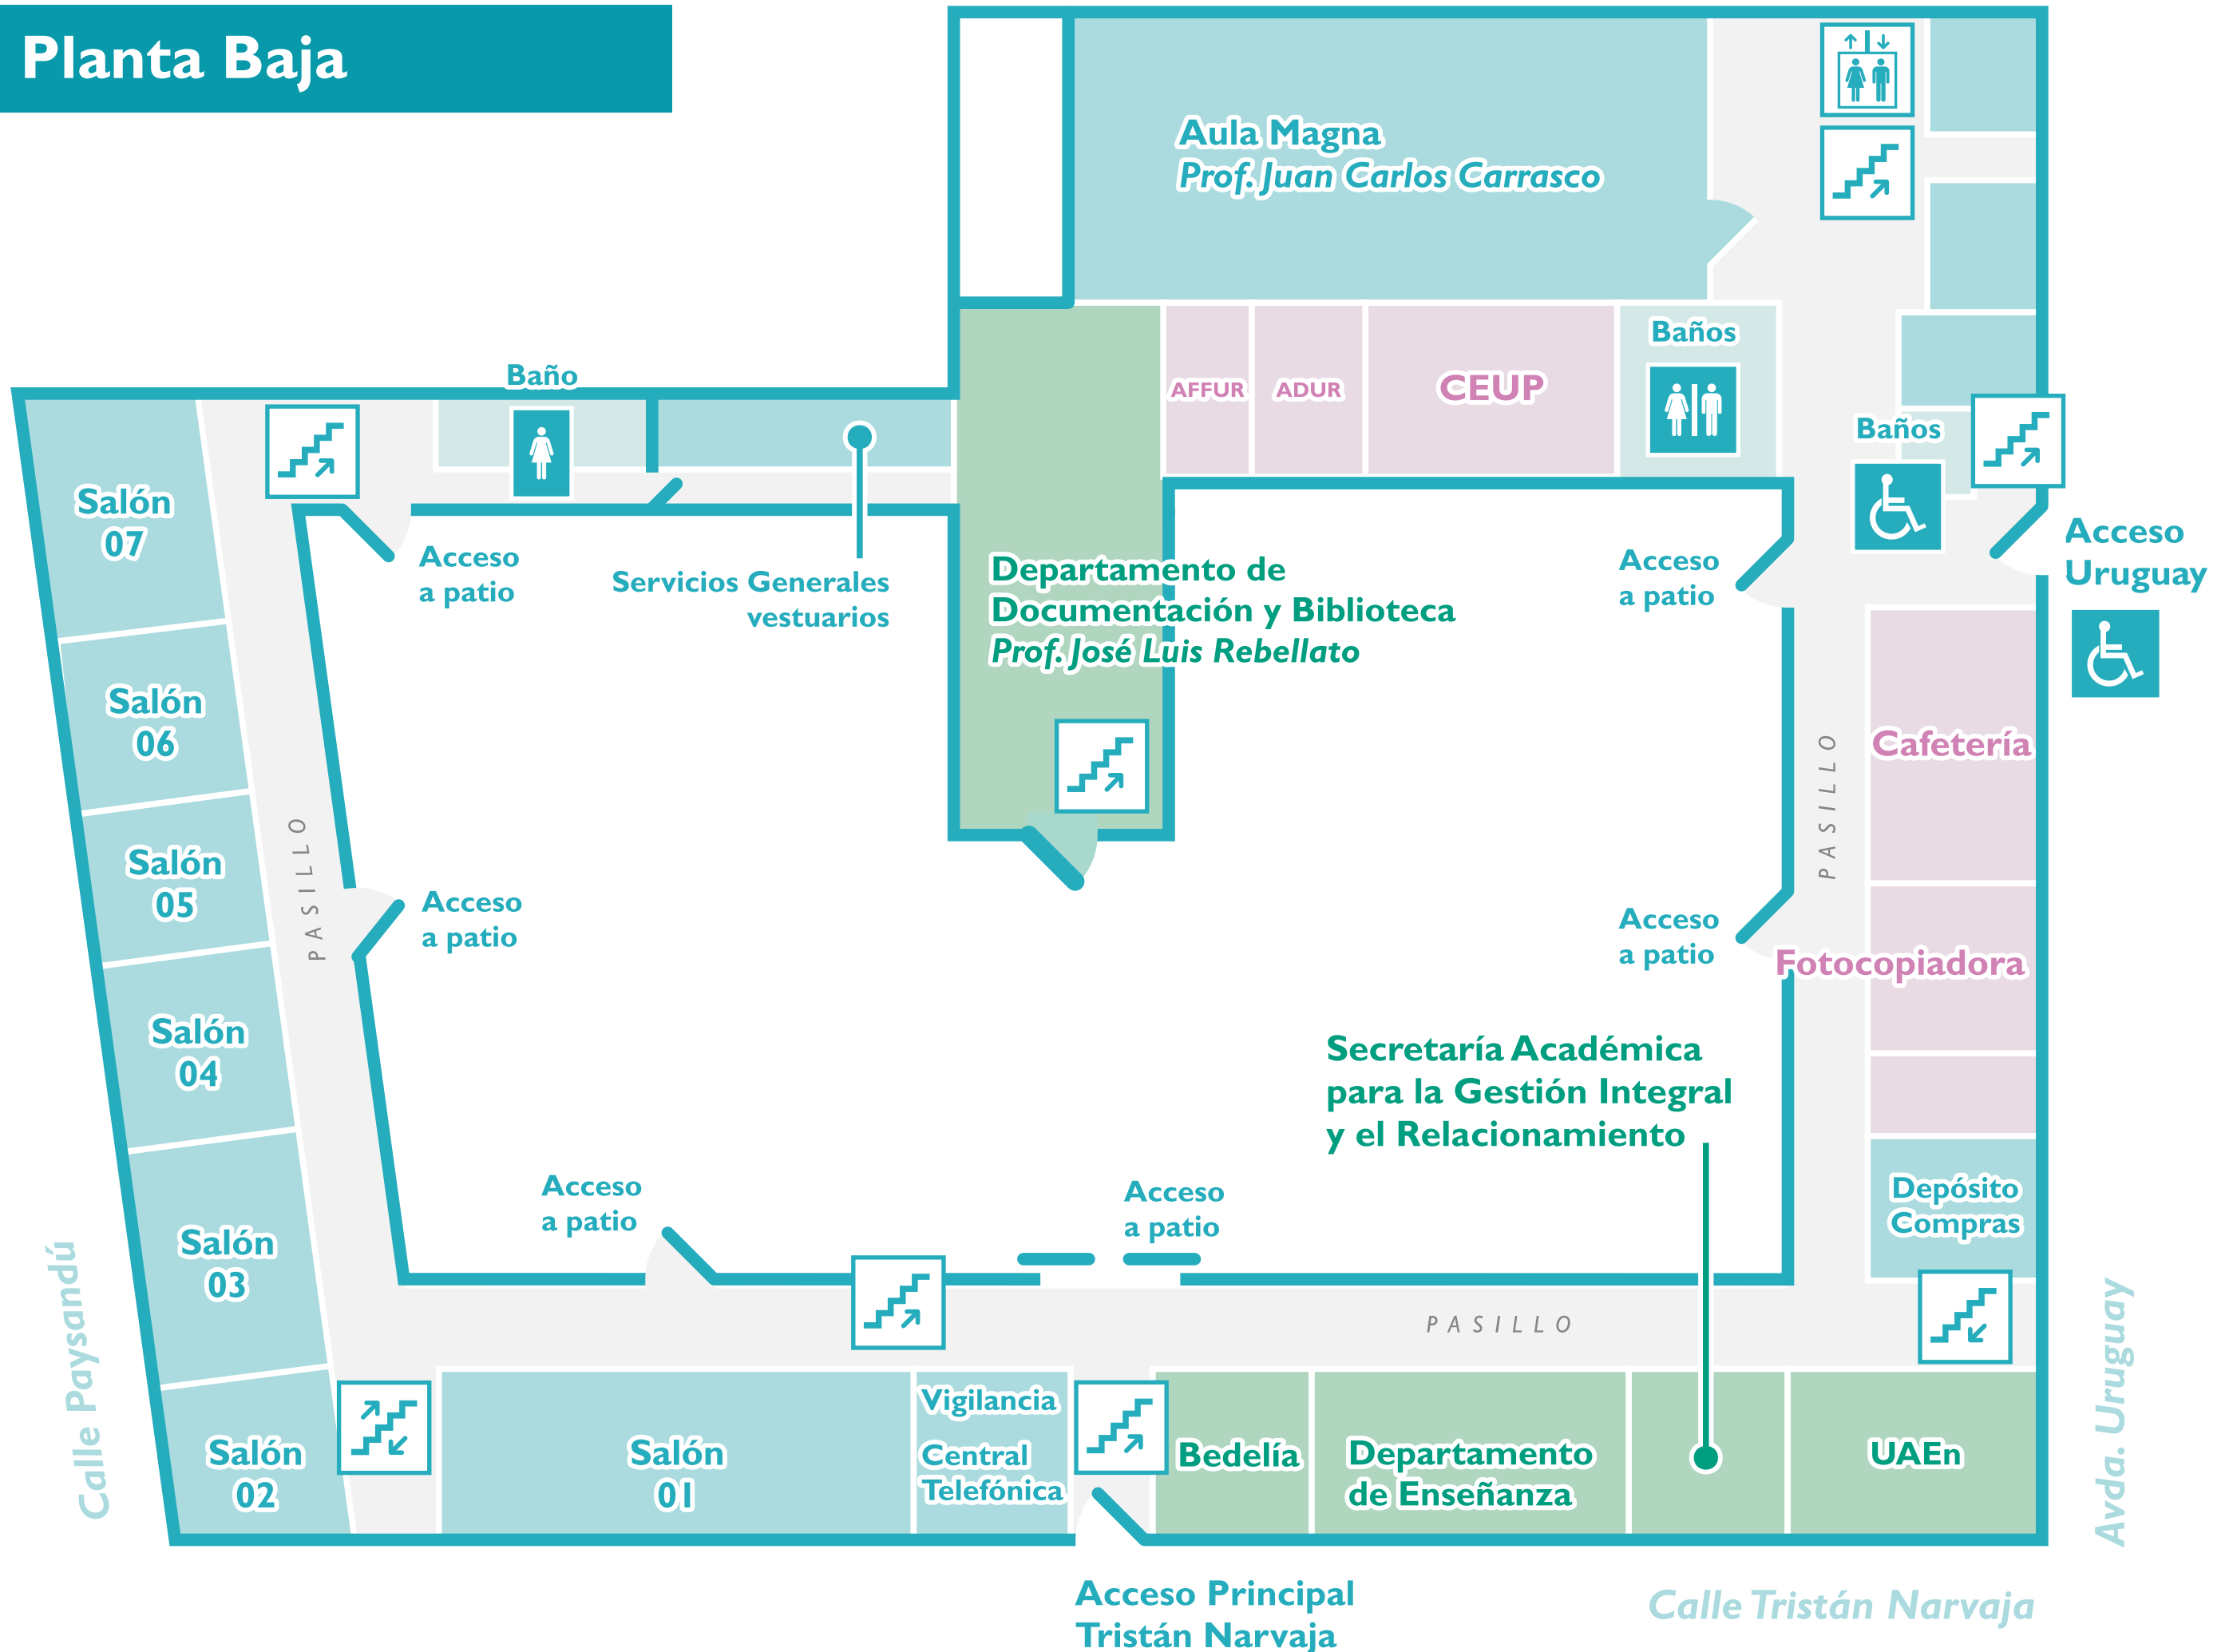 Planta Baja
Aula Magna
Prof. Juan Carlos Carrasco
Baño
AFFUR
ADUR
CEUP
Baños
Baños
Salón
07
Acceso
a patio
Servicios Generales
vestuarios
Departamento de
Documentación y Biblioteca
Prof. José Luis Rebellato
Acceso
a patio
Acceso
Uruguay
Salón
06
PASILLO
Cafetería
PASILLO
Salón
05
Acceso
a patio
Acceso
a patio
Fotocopiadora
Salón
04
Secretaría Académica
para la Gestión Integral
y el Relacionamiento
Acceso
a patio
Acceso
a patio
Depósito
Compras
Salón
03
Calle Paysandú
PASILLO
Avda. Uruguay
Salón
02
Salón
01
Vigilancia
Central
Telefónica
Bedelía
Departamento
de Enseñanza
UAEn
Acceso Principal
Tristán Narvaja
Calle Tristán Narvaja